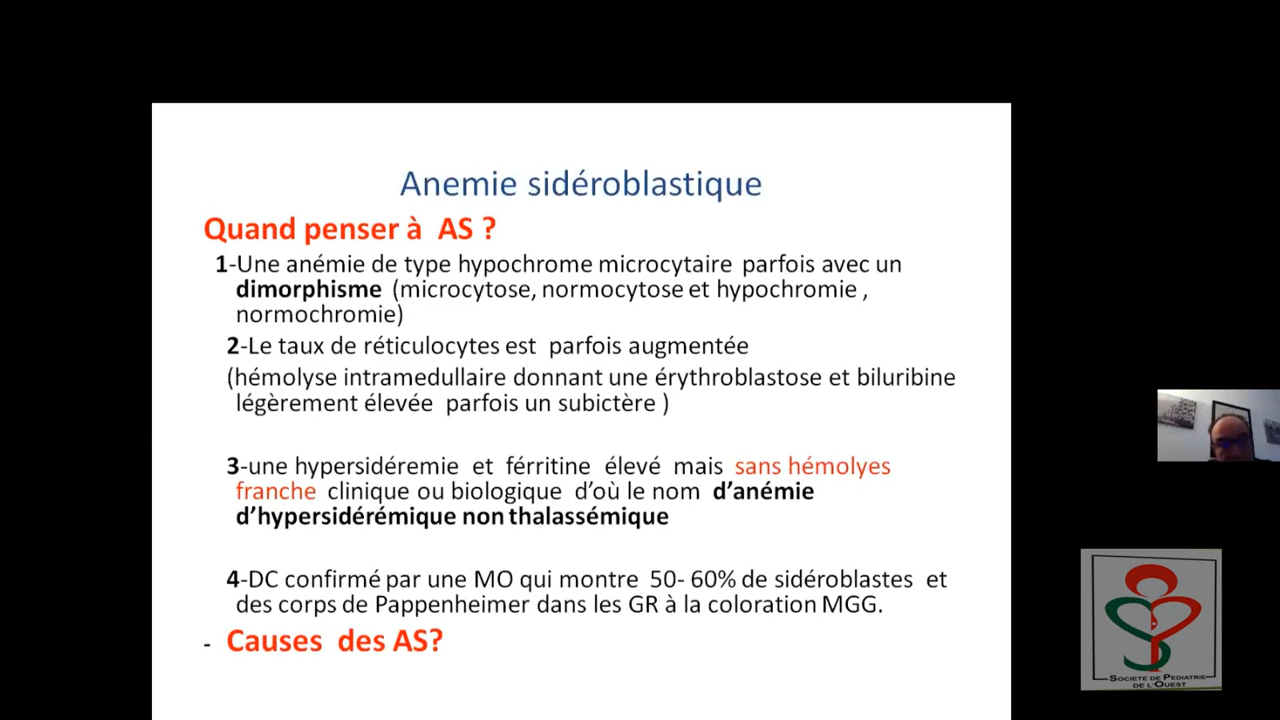 Anemie sidéroblastique
Quand penser à AS ?
1-Une anémie de type hypochrome microcytaire parfois avec un
dimorphisme (microcytose, normocytose et hypochromie ,
normochromie)
2-Le taux de réticulocytes est parfois augmentée
(hémolyse intramedullaire donnant une érythroblastose et biluribine
légèrement élevée parfois un subictère )
3-une hypersidéremie et férritine élevé mais sans hémolyes
franche clinique ou biologique d'où le nom d'anémie
d'hypersidérémique non thalassémique
4-DC confirmé par une MO qui montre 50- 60% de sidéroblastes et
des corps de Pappenheimer dans les GR à la coloration MGG.
- Causes des AS?
SOCIETE DE PEDIATRIE
DE L'OUEST